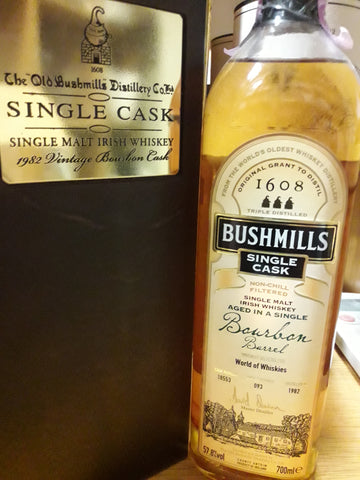 1608
The Old Bushmills Distillery Co. Ltd
SINGLE CASK
SINGLE MALT IRISH WHISKEY
1982 Vintage Bourbon Cask
FROM THE WORLD'S OLDEST WHISKEY DISTILLERY
ORIGINAL GRANT TO DISTIL
1608
TRIPLE DISTILLED
BUSHMILLS
SINGLE
CASK
NON-CHILL
FILTERED
SINGLE MALT
IRISH WHISKEY
AGED IN A SINGLE
Bourbon
Barrel
World of Whiskies
18553 093 1982
Master Distiller
57.8%vol 700ml e